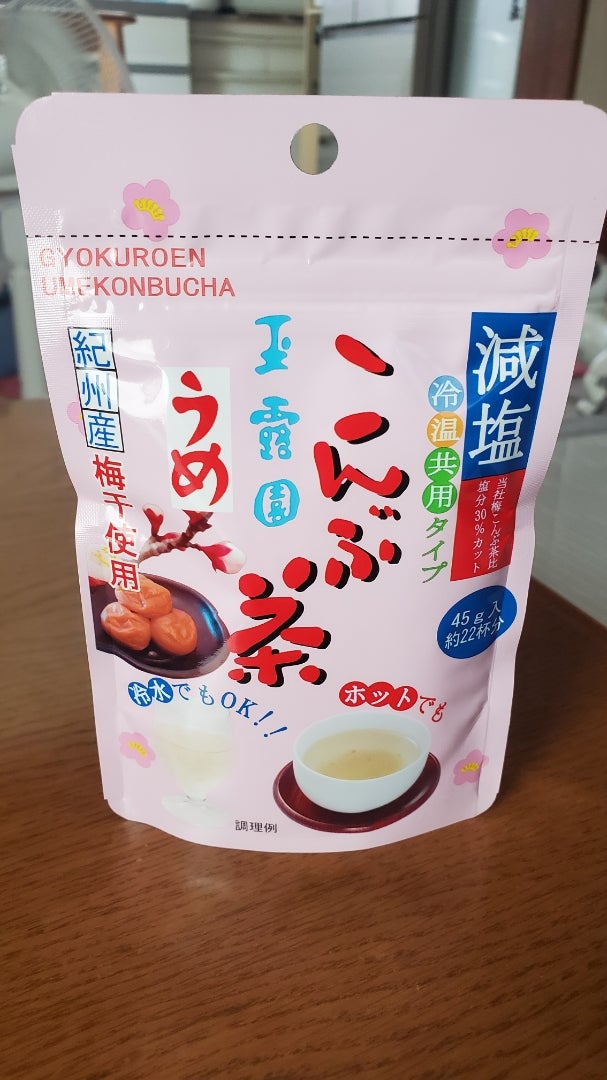 GYOKUROEN
UMEKONBUCHA
減塩
当社梅こんぶ茶比
塩分30%カット
冷温共用タイプ
こんぶ茶
玉露園
うめ
紀州産
梅干使用
45g入
約22杯分
冷水でもOK!!
ホットでも
調理例